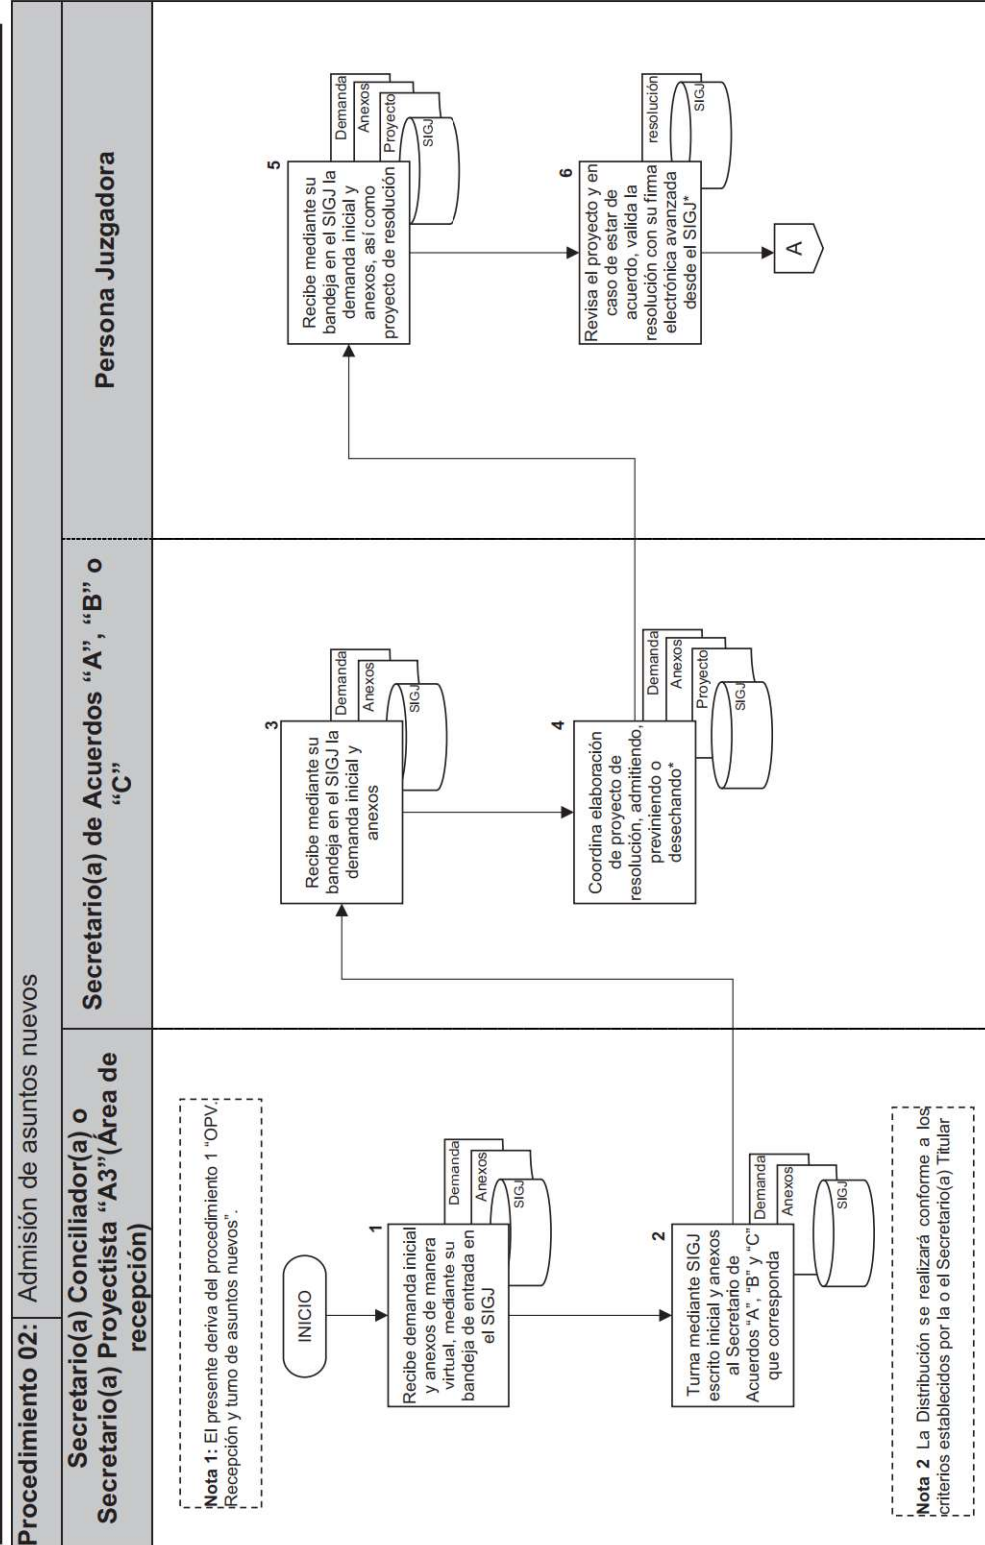 Procedimiento 02: Admisión de asuntos nuevos
Secretario(a) Conciliador(a) o
Secretario(a) Proyectista “A3”(Área de
recepción)
Secretario(a) de Acuerdos “A”, “B” o
“C”
Persona Juzgadora
Nota 1: El presente deriva del procedimiento 1 “OPV.
Recepción y turno de asuntos nuevos”.
INICIO
1
Recibe demanda inicial
y anexos de manera
virtual, mediante su
bandeja de entrada en
el SIGJ
Demanda
Anexos
SIGJ
2
Turna mediante SIGJ
escrito inicial y anexos
al Secretario de
Acuerdos “A”, “B” y “C”
que corresponda
Demanda
Anexos
SIGJ
Nota 2 La Distribución se realizará conforme a los
criterios establecidos por la o el Secretario(a) Titular
3
Recibe mediante su
bandeja en el SIGJ la
demanda inicial y
anexos
Demanda
Anexos
SIGJ
4
Coordina elaboración
de proyecto de
resolución, admitiendo,
previniendo o
desechando*
Demanda
Anexos
Proyecto
SIGJ
5
Recibe mediante su
bandeja en el SIGJ la
demanda inicial y
anexos, así como
proyecto de resolución
Demanda
Anexos
Proyecto
SIGJ
6
Revisa el proyecto y en
caso de estar de
acuerdo, valida la
resolución con su firma
electrónica avanzada
desde el SIGJ*
resolución
SIGJ
A